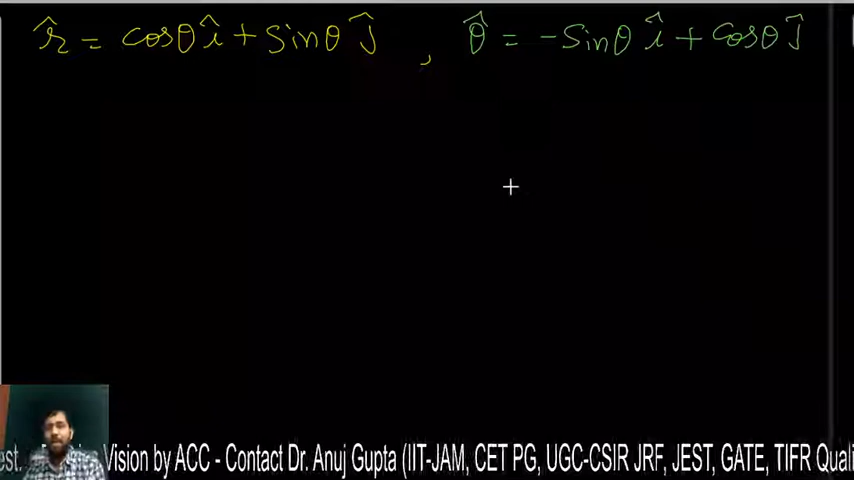 r̂ = cosθ î + sinθ ĵ , θ̂ = -sinθ î + cosθ ĵ
est. Vision by ACC - Contact Dr. Anuj Gupta (IIT-JAM, CET PG, UGC-CSIR JRF, JEST, GATE, TIFR Quali